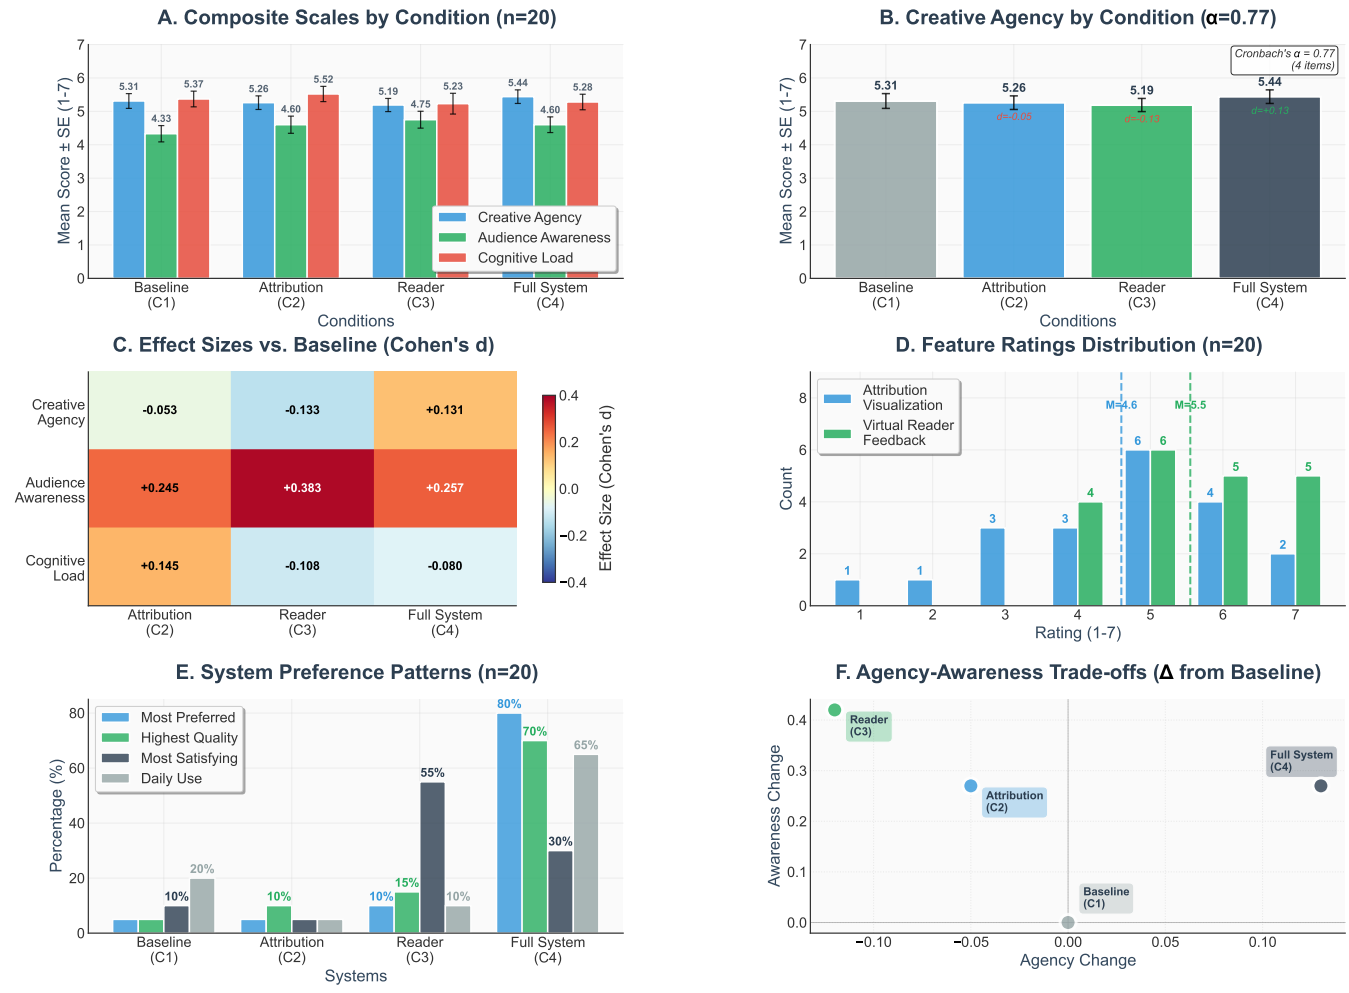 A. Composite Scales by Condition (n=20)
Mean Score ± SE (1-7)
7
6
5
4
3
2
1
0
5.31
4.33
5.37
5.26
4.60
5.52
5.19
4.75
5.23
5.44
4.60
5.28
Creative Agency
Audience Awareness
Cognitive Load
Baseline
(C1)
Attribution
(C2)
Reader
(C3)
Full System
(C4)
Conditions
B. Creative Agency by Condition (α=0.77)
Mean Score ± SE (1-7)
7
6
5
4
3
2
1
0
Cronbach's α = 0.77
(4 items)
5.31
5.26
5.19
5.44
d=-0.05
d=-0.13
d=+0.13
Baseline
(C1)
Attribution
(C2)
Reader
(C3)
Full System
(C4)
Conditions
C. Effect Sizes vs. Baseline (Cohen's d)
Creative
Agency
-0.053
-0.133
+0.131
Audience
Awareness
+0.245
+0.383
+0.257
Cognitive
Load
+0.145
-0.108
-0.080
Attribution
(C2)
Reader
(C3)
Full System
(C4)
0.4
0.2
0.0
−0.2
−0.4
Effect Size (Cohen's d)
D. Feature Ratings Distribution (n=20)
Count
8
6
4
2
0
Attribution
Visualization
Virtual Reader
Feedback
M=4.6
M=5.5
1
1
3
3
4
6
6
4
5
2
5
1
2
3
4
5
6
7
Rating (1-7)
E. System Preference Patterns (n=20)
Percentage (%)
80
60
40
20
0
Most Preferred
Highest Quality
Most Satisfying
Daily Use
10%
20%
10%
10%
15%
55%
10%
80%
70%
30%
65%
Baseline
(C1)
Attribution
(C2)
Reader
(C3)
Full System
(C4)
Systems
F. Agency-Awareness Trade-offs (Δ from Baseline)
Awareness Change
0.4
0.3
0.2
0.1
0.0
Reader
(C3)
Full System
(C4)
Attribution
(C2)
Baseline
(C1)
−0.10
−0.05
0.00
0.05
0.10
Agency Change